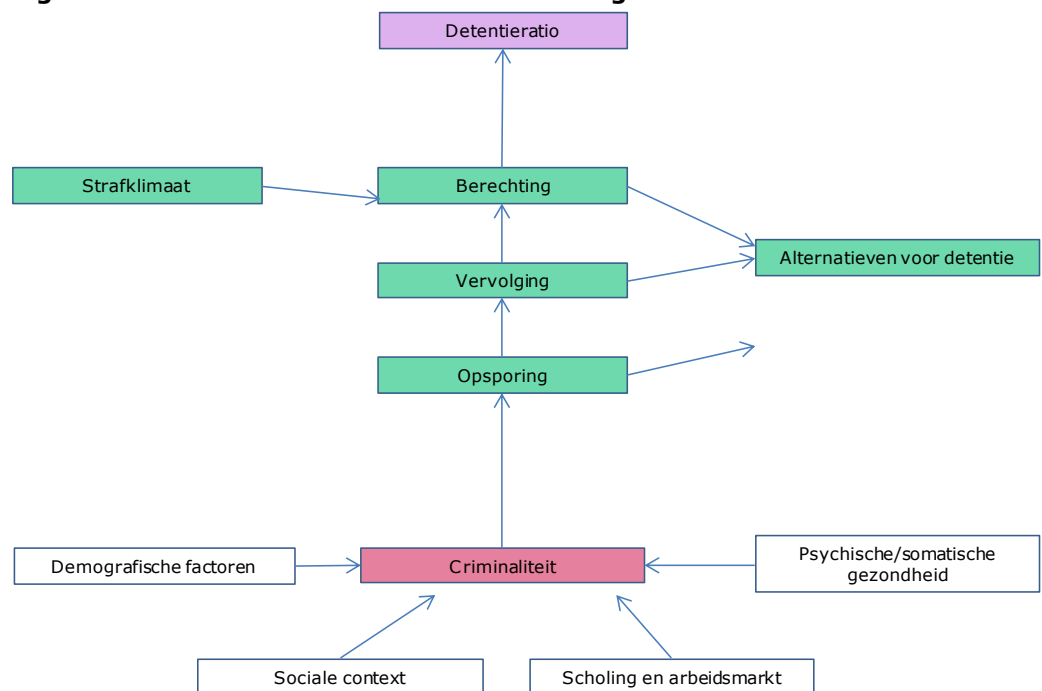 Detentieratio
Strafklimaat
Berechting
Alternatieven voor detentie
Vervolging
Opsporing
Demografische factoren
Criminaliteit
Psychische/somatische
gezondheid
Sociale context
Scholing en arbeidsmarkt